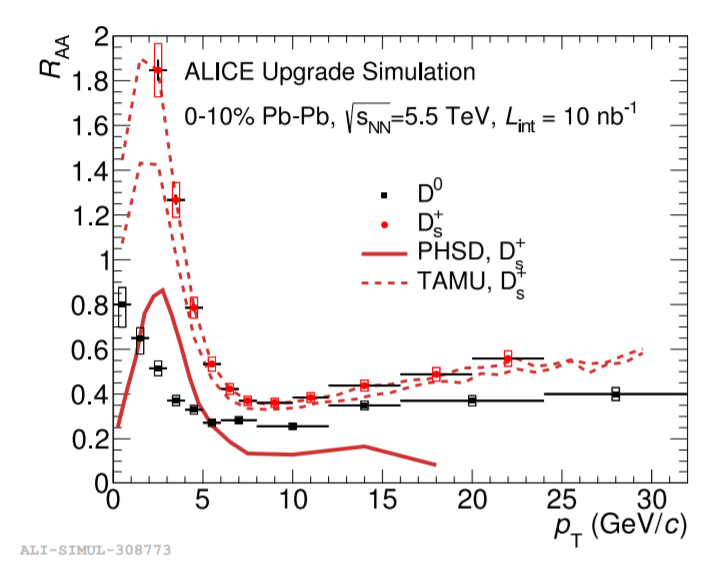 R_AA
2
1.8
1.6
1.4
1.2
1
0.8
0.6
0.4
0.2
0
ALICE Upgrade Simulation
0-10% Pb-Pb, √s_NN=5.5 TeV, L_int = 10 nb⁻¹
D⁰
D_s⁺
PHSD, D_s⁺
TAMU, D_s⁺
0 5 10 15 20 25 30
p_T (GeV/c)
ALI-SIMUL-308773